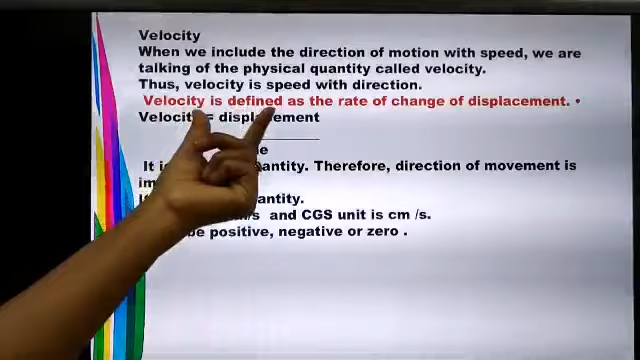 Velocity
When we include the direction of motion with speed, we are
talking of the physical quantity called velocity.
Thus, velocity is speed with direction.
Velocity is defined as the rate of change of displacement. •
Velocity = displacement
It is quantity. Therefore, direction of movement is
and CGS unit is cm /s.
be positive, negative or zero .